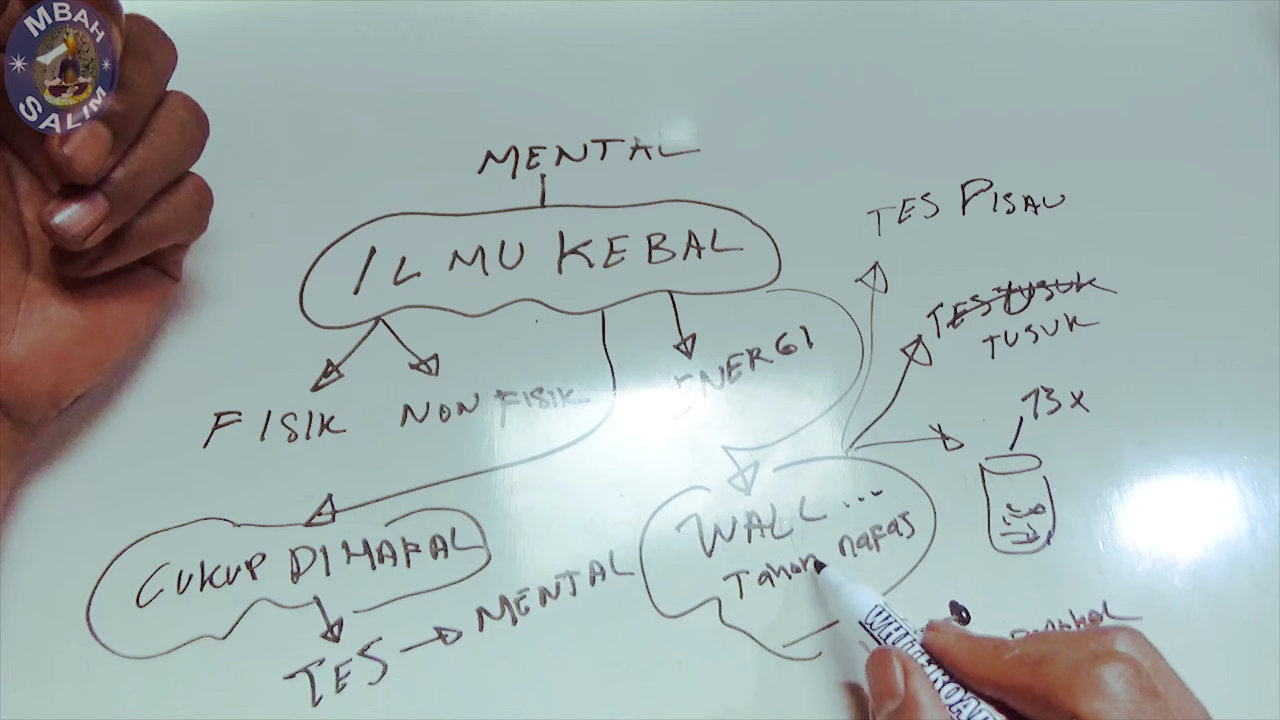 MBAH
SALIM
MENTAL
ILMU KEBAL
TES PISAU
TES TUSUK
TUSUK
ENERGI
FISIK
NON FISIK
13x
WALL...
Tahan nafas
CUKUP DI HAFAL
MENTAL
TES
WHITEBOARD